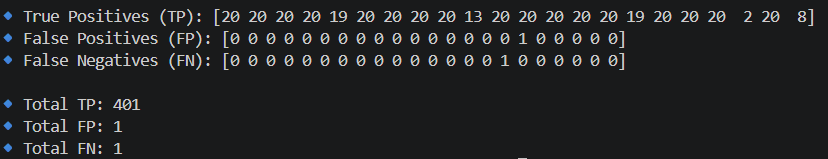 🔹 True Positives (TP): [20 20 20 20 19 20 20 20 20 13 20 20 20 20 20 20 19 20 20 20  2 20  8]
🔹 False Positives (FP): [0 0 0 0 0 0 0 0 0 0 0 0 0 0 0 0 0 1 0 0 0 0 0]
🔹 False Negatives (FN): [0 0 0 0 0 0 0 0 0 0 0 0 0 0 0 0 1 0 0 0 0 0 0]
🔹 Total TP: 401
🔹 Total FP: 1
🔹 Total FN: 1